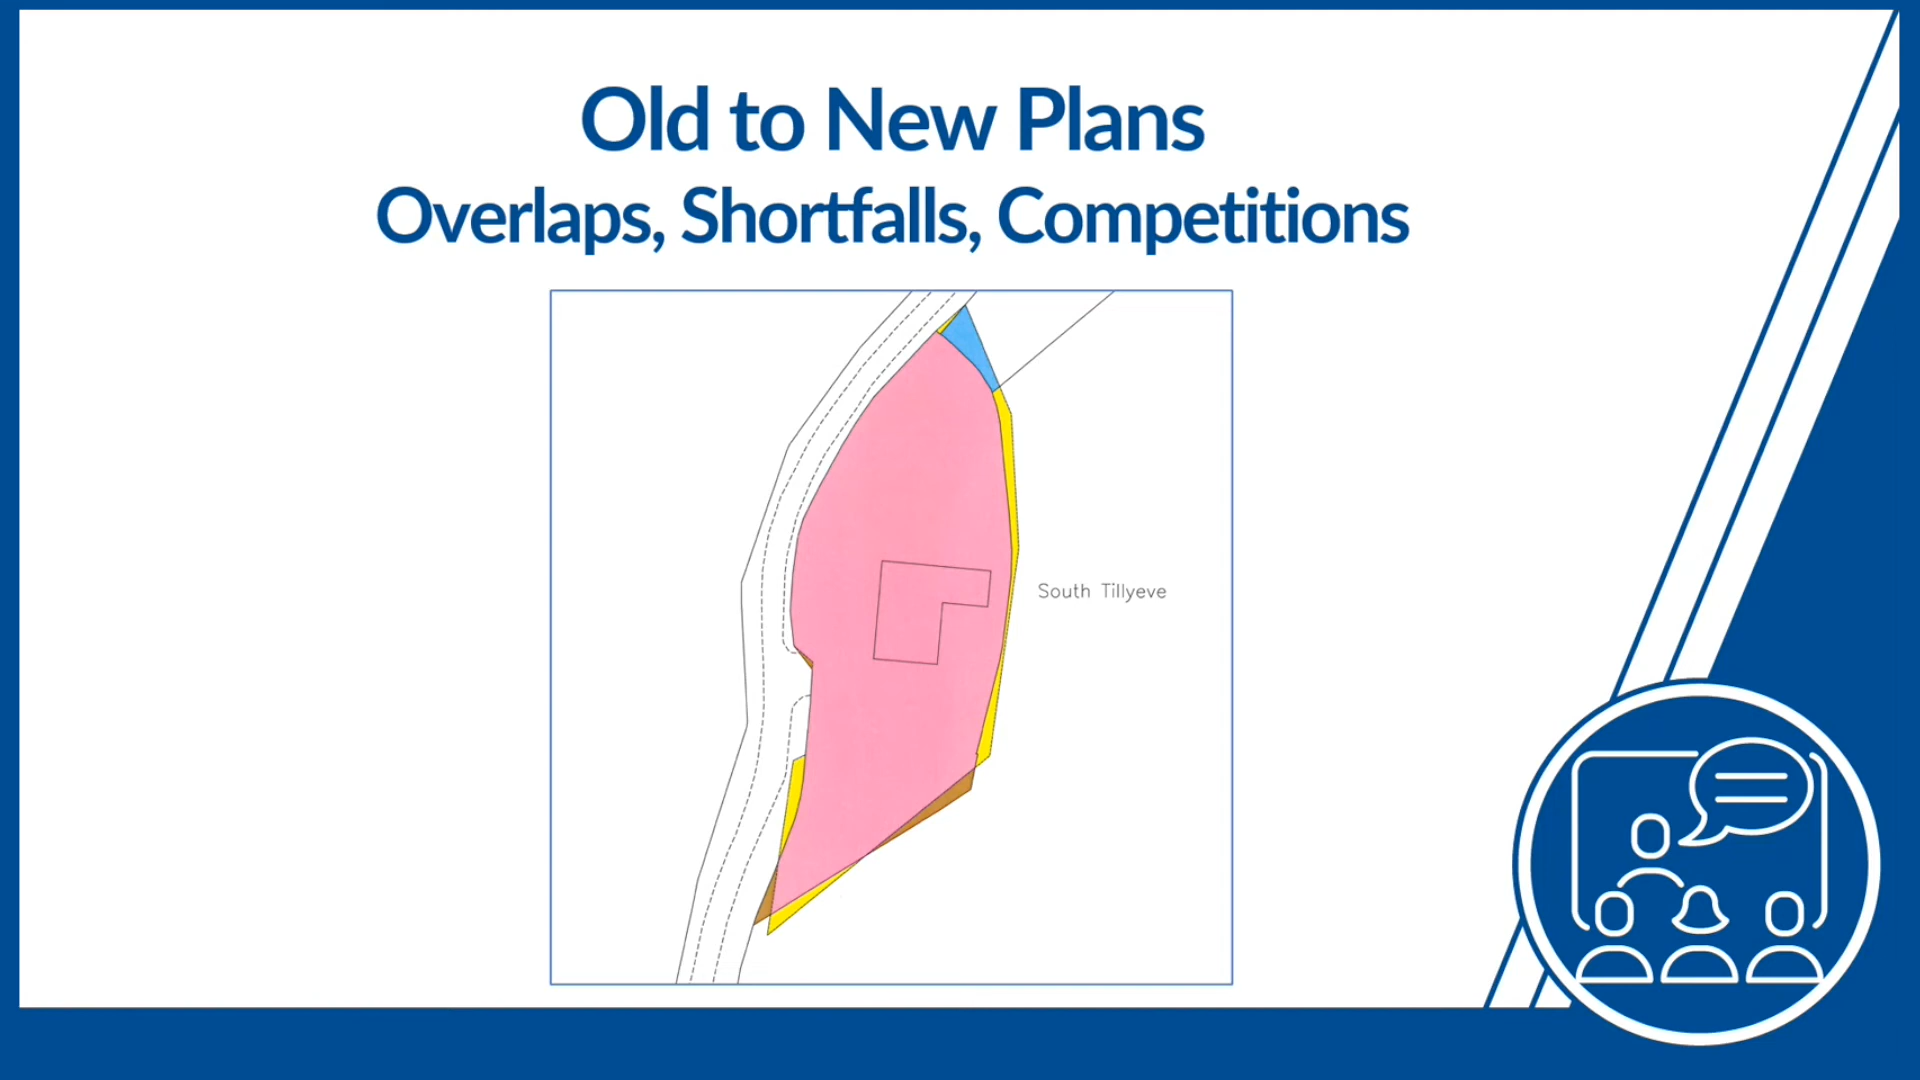 Old to New Plans
Overlaps, Shortfalls, Competitions
South Tillyeve